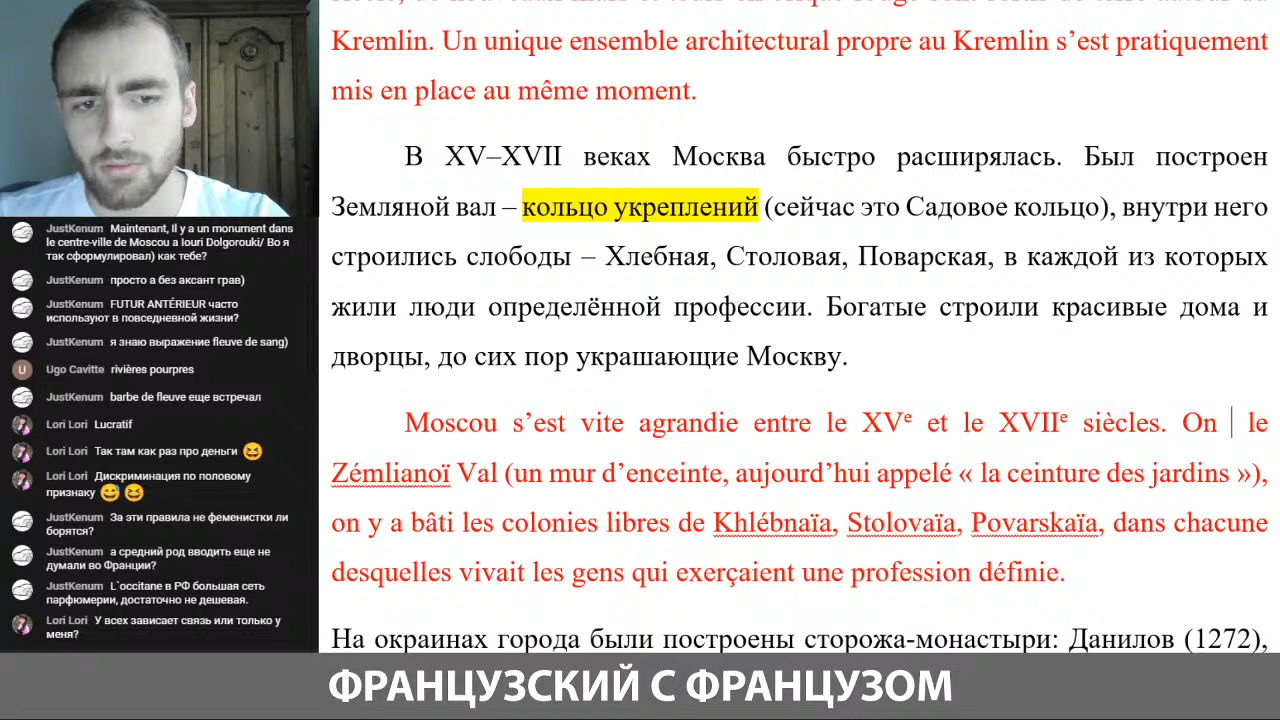 JustKenum Maintenant, Il y a un monument dans
le centre-ville de Moscou a Iouri Dolgorouki/ Во я
так сформулировал) как тебе?
JustKenum просто а без аксант грав)
JustKenum FUTUR ANTÉRIEUR часто
используют в повседневной жизни?
JustKenum я знаю выражение fleuve de sang)
U Ugo Cavitte rivières pourpres
JustKenum barbe de fleuve еще встречал
Lori Lori Lucratif
Lori Lori Так там как раз про деньги 😆
Lori Lori Дискриминация по половому
признаку 😅 😆
JustKenum За эти правила не феменистки ли
борятся?
JustKenum а средний род вводить еще не
думали во Франции?
JustKenum L`occitane в РФ большая сеть
парфюмерии, достаточно не дешевая.
Lori Lori У всех зависает связь или только у
меня?
Kremlin. Un unique ensemble architectural propre au Kremlin s’est pratiquement
mis en place au même moment.
В XV–XVII веках Москва быстро расширялась. Был построен
Земляной вал – кольцо укреплений (сейчас это Садовое кольцо), внутри него
строились слободы – Хлебная, Столовая, Поварская, в каждой из которых
жили люди определённой профессии. Богатые строили красивые дома и
дворцы, до сих пор украшающие Москву.
Moscou s’est vite agrandie entre le XVᵉ et le XVIIᵉ siècles. On le
Zémlianoï Val (un mur d’enceinte, aujourd’hui appelé « la ceinture des jardins »),
on y a bâti les colonies libres de Khlébnaïa, Stolovaïa, Povarskaïa, dans chacune
desquelles vivait les gens qui exerçaient une profession définie.
На окраинах города были построены сторожа-монастыри: Данилов (1272),
ФРАНЦУЗСКИЙ С ФРАНЦУЗОМ